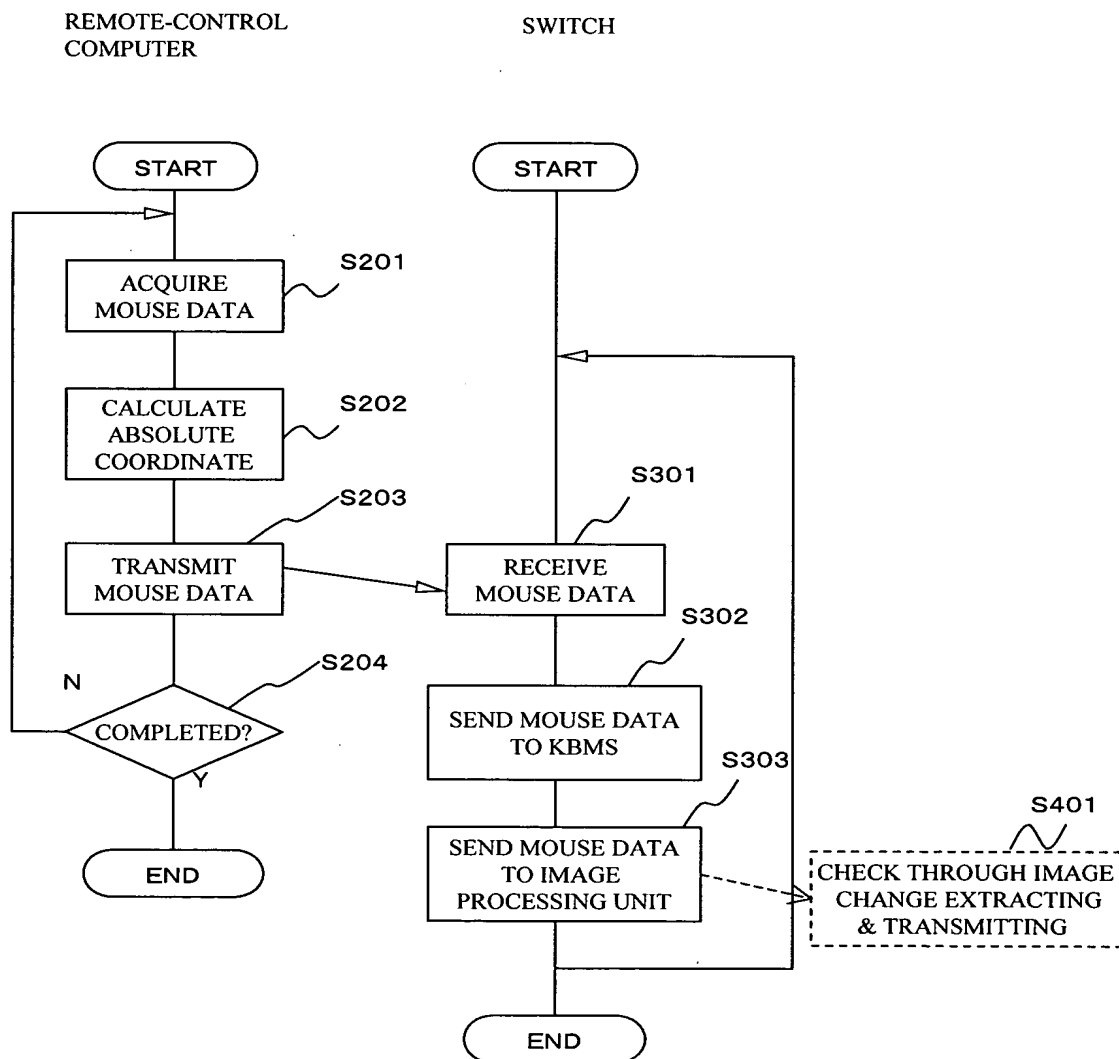 REMOTE-CONTROL
COMPUTER
SWITCH
START
START
S201
ACQUIRE
MOUSE DATA
S202
CALCULATE
ABSOLUTE
COORDINATE
S203
TRANSMIT
MOUSE DATA
S301
RECEIVE
MOUSE DATA
S302
S204
N
COMPLETED?
Y
SEND MOUSE DATA
TO KBMS
S303
SEND MOUSE DATA
TO IMAGE
PROCESSING UNIT
S401
CHECK THROUGH IMAGE
CHANGE EXTRACTING
& TRANSMITTING
END
END